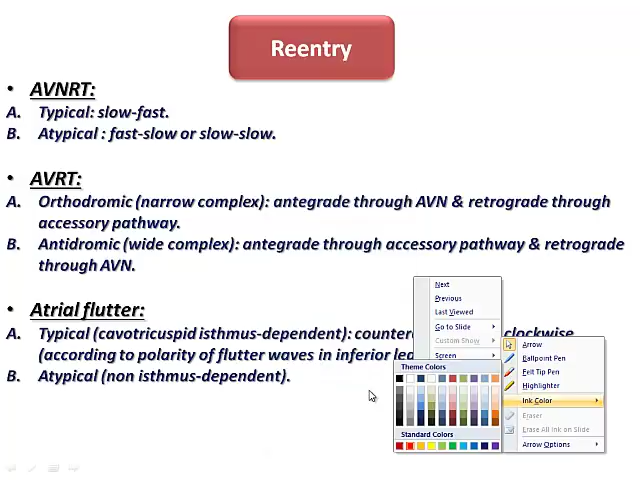 Reentry
• AVNRT:
A. Typical: slow-fast.
B. Atypical : fast-slow or slow-slow.
• AVRT:
A. Orthodromic (narrow complex): antegrade through AVN & retrograde through
accessory pathway.
B. Antidromic (wide complex): antegrade through accessory pathway & retrograde
through AVN.
• Atrial flutter:
A. Typical (cavotricuspid isthmus-dependent): clockwise
(according to polarity of flutter waves in inferior
B. Atypical (non isthmus-dependent).
Next
Previous
Last Viewed
Go to Slide
Custom Show
Screen
Arrow
Ballpoint Pen
Felt Tip Pen
Highlighter
Ink Color
Eraser
Erase All Ink on Slide
Arrow Options
Theme Colors
Standard Colors